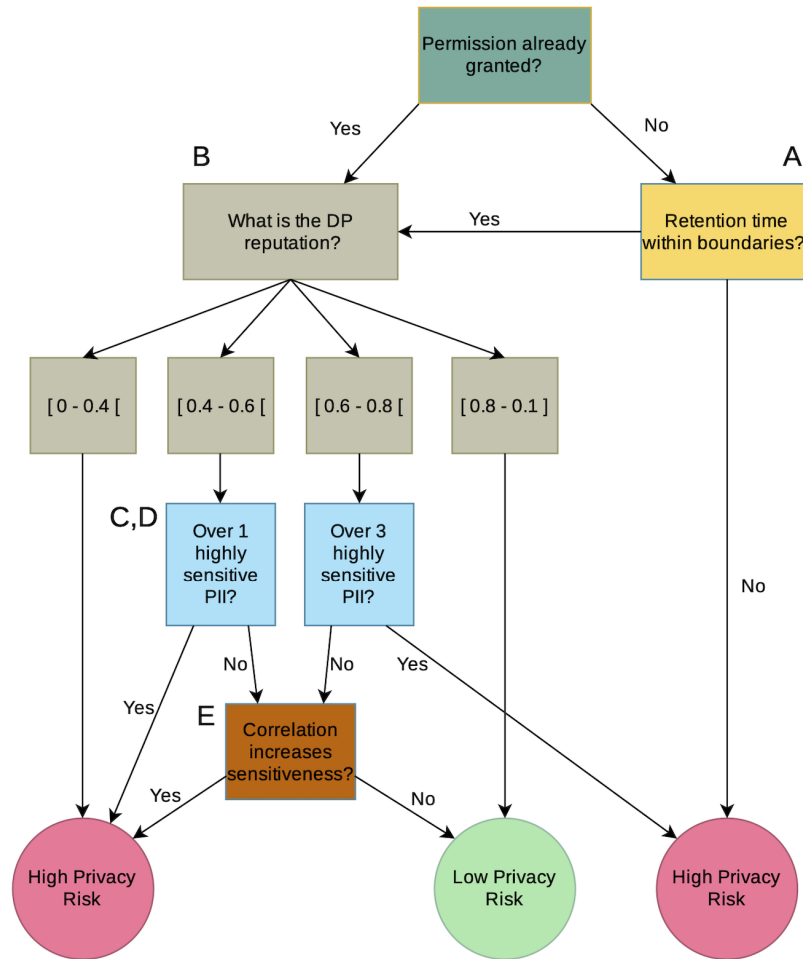 Permission already
granted?
Yes
No
B
A
What is the DP
reputation?
Yes
Retention time
within boundaries?
[ 0 - 0.4 [
[ 0.4 - 0.6 [
[ 0.6 - 0.8 [
[ 0.8 - 0.1 ]
C,D
Over 1
highly
sensitive
PII?
Over 3
highly
sensitive
PII?
No
No
No
Yes
Yes
E
Correlation
increases
sensitiveness?
Yes
No
High Privacy
Risk
Low Privacy
Risk
High Privacy
Risk